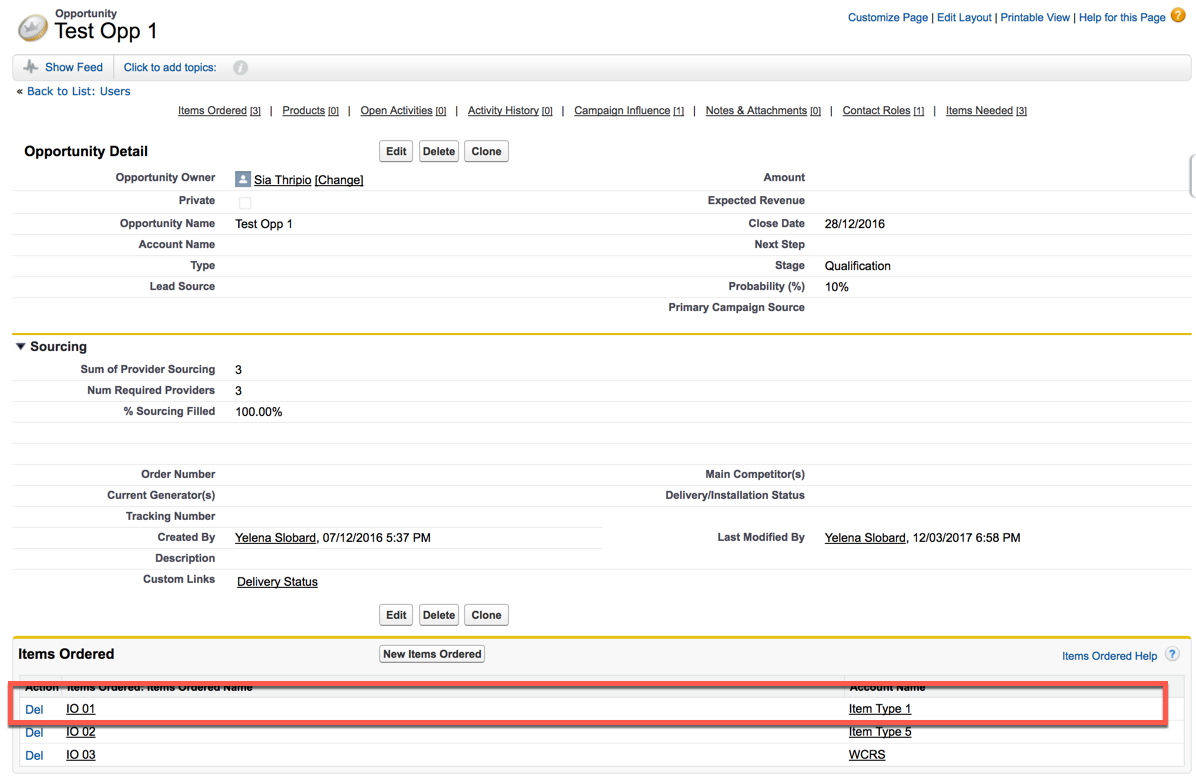 Opportunity
Test Opp 1
Customize Page | Edit Layout | Printable View | Help for this Page ?
Show Feed Click to add topics: i
« Back to List: Users
Items Ordered [3] | Products [0] | Open Activities [0] | Activity History [0] | Campaign Influence [1] | Notes & Attachments [0] | Contact Roles [1] | Items Needed [3]
Opportunity Detail Edit Delete Clone
Opportunity Owner Sia Thripio [Change] Amount
Private Expected Revenue
Opportunity Name Test Opp 1 Close Date 28/12/2016
Account Name Next Step
Type Stage Qualification
Lead Source Probability (%) 10%
Primary Campaign Source
Sourcing
Sum of Provider Sourcing 3
Num Required Providers 3
% Sourcing Filled 100.00%
Order Number Main Competitor(s)
Current Generator(s) Delivery/Installation Status
Tracking Number
Created By Yelena Slobard, 07/12/2016 5:37 PM Last Modified By Yelena Slobard, 12/03/2017 6:58 PM
Description
Custom Links Delivery Status
Edit Delete Clone
Items Ordered New Items Ordered Items Ordered Help ?
Action Items Ordered: Items Ordered Name Account Name
Del IO 01 Item Type 1
Del IO 02 Item Type 5
Del IO 03 WCRS